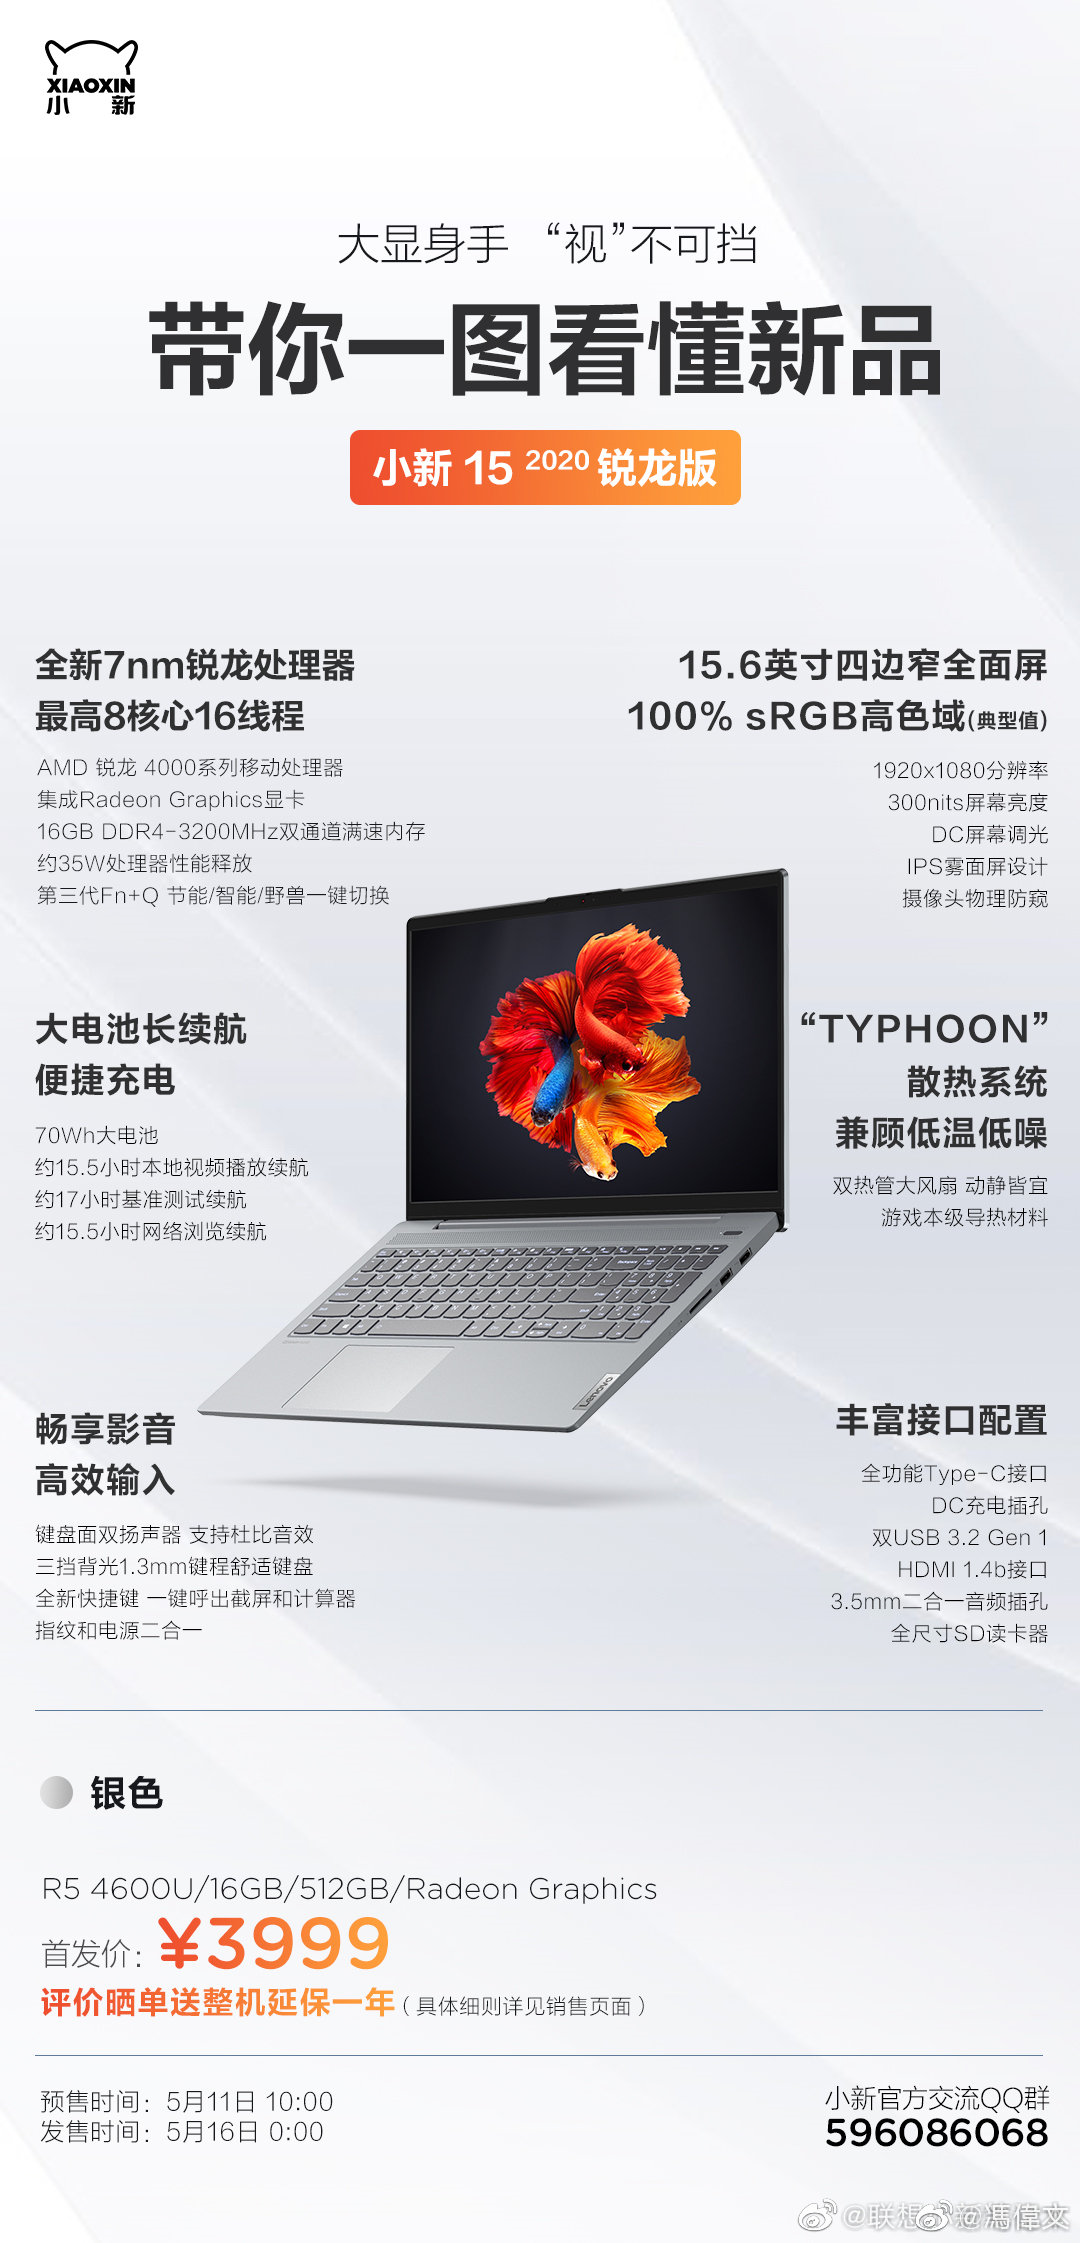 XIAOXIN
小新
大显身手 “视”不可挡
带你一图看懂新品
小新 15 2020 锐龙版
全新7nm锐龙处理器
最高8核心16线程
AMD 锐龙 4000系列移动处理器
集成Radeon Graphics显卡
16GB DDR4-3200MHz双通道满速内存
约35W处理器性能释放
第三代Fn+Q 节能/智能/野兽一键切换
15.6英寸四边窄全面屏
100% sRGB高色域(典型值)
1920x1080分辨率
300nits屏幕亮度
DC屏幕调光
IPS雾面屏设计
摄像头物理防窥
大电池长续航
便捷充电
70Wh大电池
约15.5小时本地视频播放续航
约17小时基准测试续航
约15.5小时网络浏览续航
“TYPHOON”
散热系统
兼顾低温低噪
双热管大风扇 动静皆宜
游戏本级导热材料
Lenovo
畅享影音
高效输入
键盘面双扬声器 支持杜比音效
三挡背光1.3mm键程舒适键盘
全新快捷键 一键呼出截屏和计算器
指纹和电源二合一
丰富接口配置
全功能Type-C接口
DC充电插孔
双USB 3.2 Gen 1
HDMI 1.4b接口
3.5mm二合一音频插孔
全尺寸SD读卡器
银色
R5 4600U/16GB/512GB/Radeon Graphics
首发价: ¥3999
评价晒单送整机延保一年 ( 具体细则详见销售页面 )
预售时间: 5月11日 10:00
发售时间: 5月16日 0:00
小新官方交流QQ群
596086068
@联想
@馮偉文